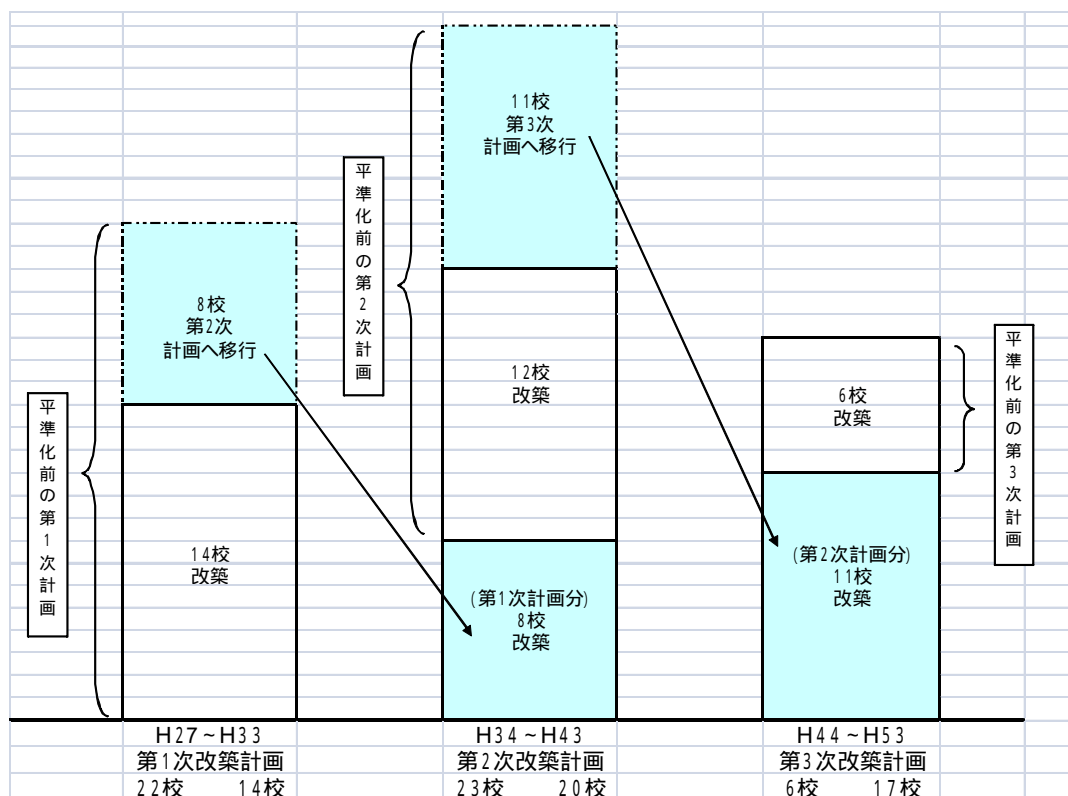 平準化前の第1次計画
8校
第2次
計画へ移行
14校
改築
H27~H33
第1次改築計画
22校 14校
平準化前の第2次計画
11校
第3次
計画へ移行
12校
改築
(第1次計画分)
8校
改築
H34~H43
第2次改築計画
23校 20校
6校
改築
平準化前の第3次計画
(第2次計画分)
11校
改築
H44~H53
第3次改築計画
6校 17校